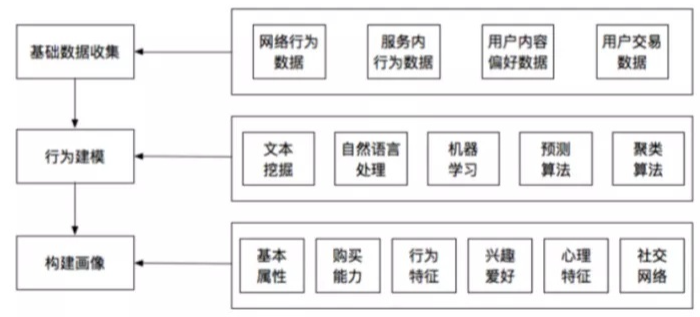 基础数据收集
网络行为
数据
服务内
行为数据
用户内容
偏好数据
用户交易
数据
行为建模
文本
挖掘
自然语言
处理
机器
学习
预测
算法
聚类
算法
构建画像
基本
属性
购买
能力
行为
特征
兴趣
爱好
心理
特征
社交
网络